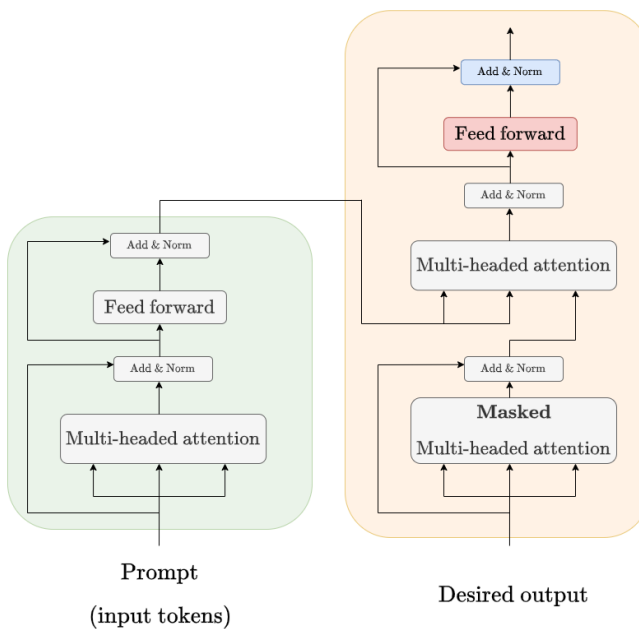 Add & Norm
Feed forward
Add & Norm
Multi-headed attention
Prompt
(input tokens)
Add & Norm
Feed forward
Add & Norm
Multi-headed attention
Add & Norm
Masked
Multi-headed attention
Desired output